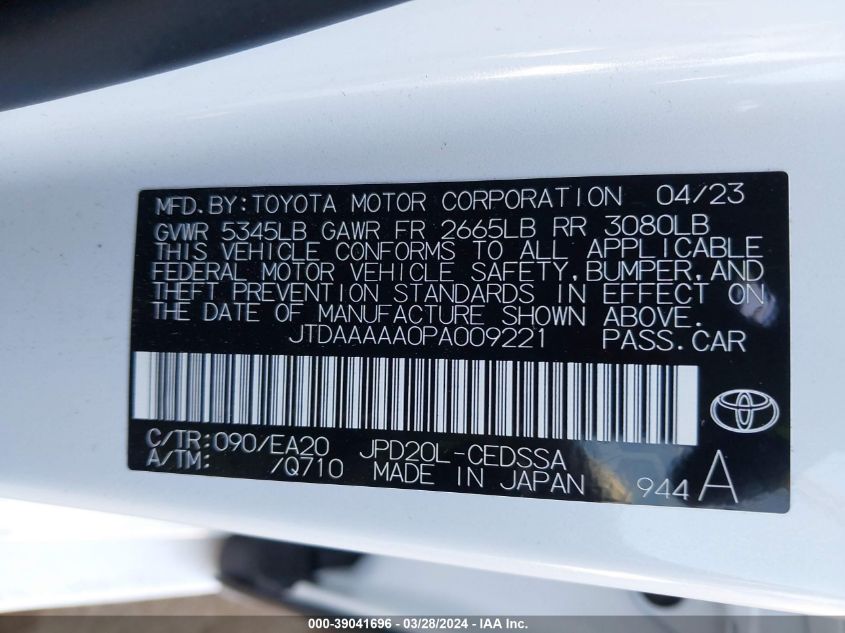 MFD.BY:TOYOTA MOTOR CORPORATION 04/23
GVWR 5345LB GAWR FR 2665LB RR 3080LB
THIS VEHICLE CONFORMS TO ALL APPLICABLE
FEDERAL MOTOR VEHICLE SAFETY,BUMPER,AND
THEFT PREVENTION STANDARDS IN EFFECT ON
THE DATE OF MANUFACTURE SHOWN ABOVE.
JTDAAAAA0PA009221 PASS.CAR
C/TR:090/EA20 JPD20L-CEDSSA
A/TM: /Q710 MADE IN JAPAN 944 A
000-39041696 - 03/28/2024 - IAA, Inc.